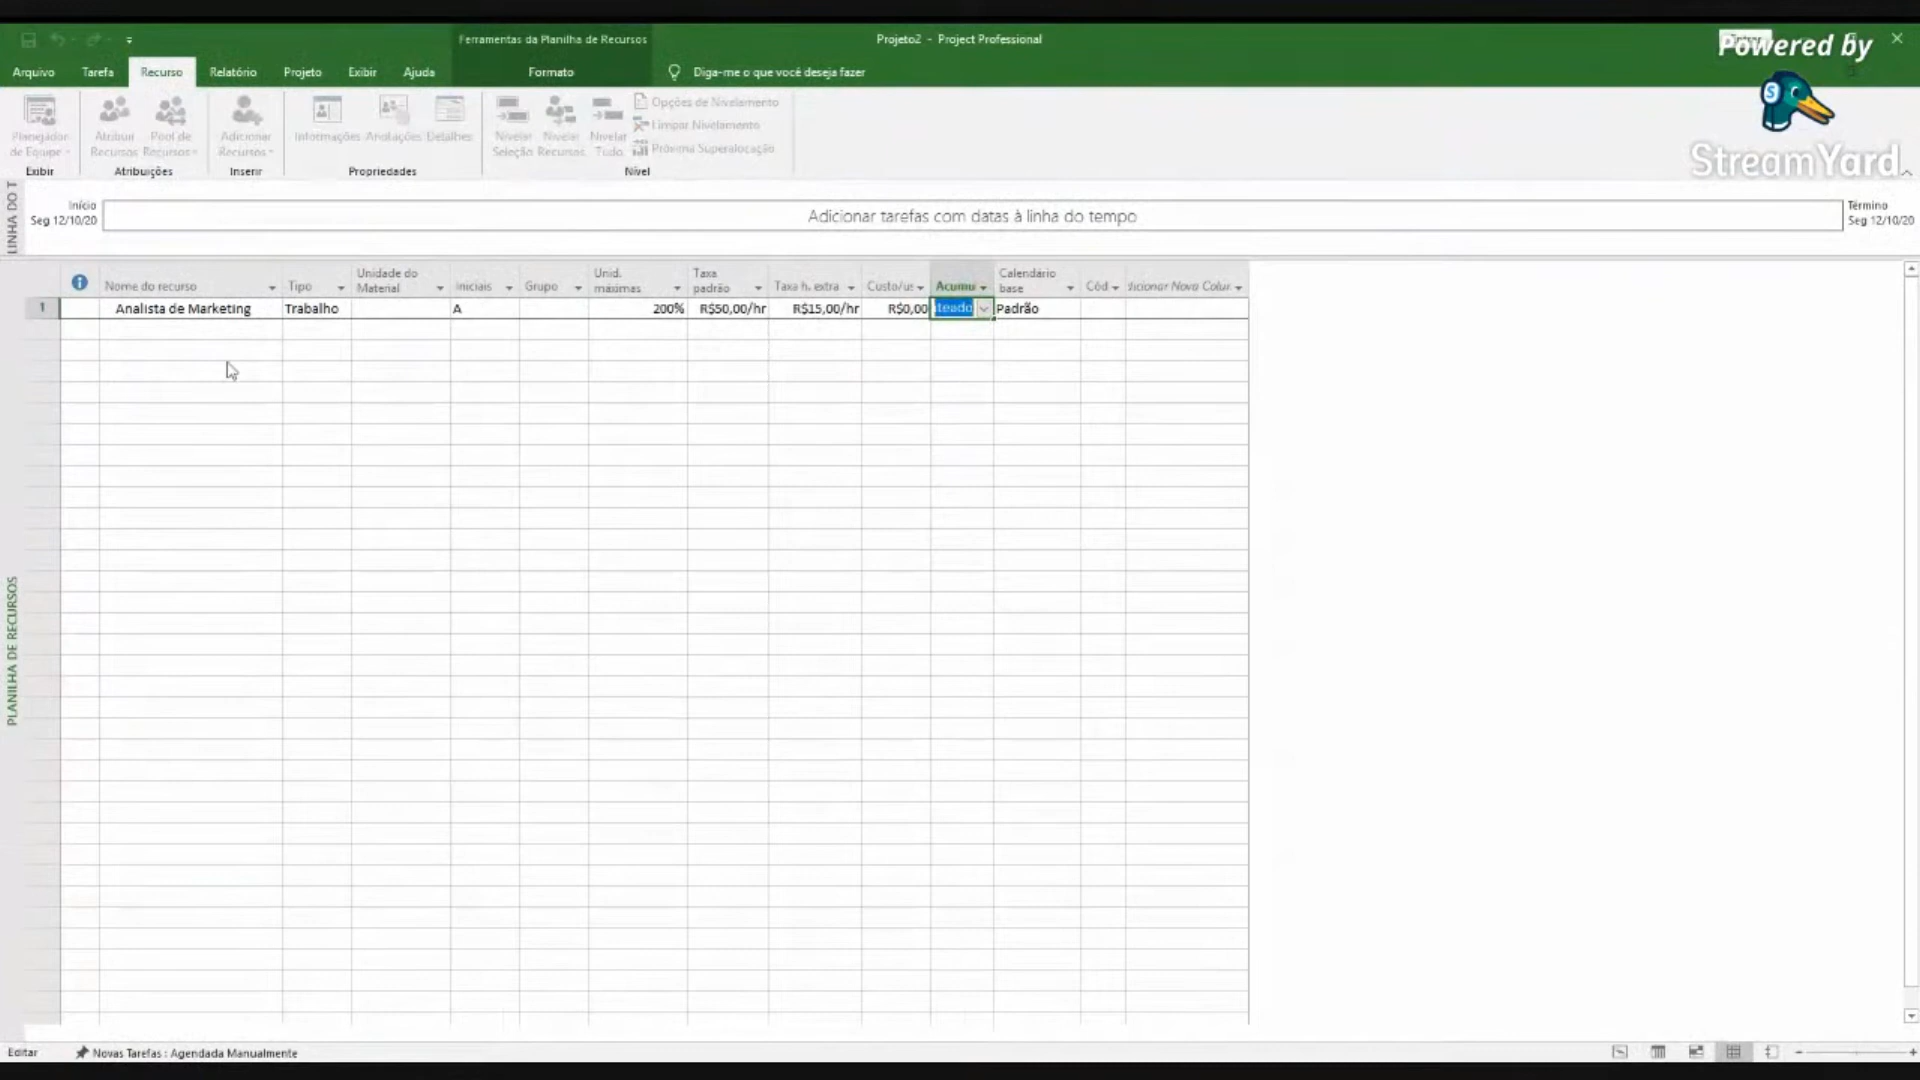 Ferramentas da Planilha de Recursos
Projeto2 - Project Professional
Powered by
StreamYard
Arquivo Tarefa Recurso Relatório Projeto Exibir Ajuda Formato Diga-me o que você deseja fazer
Planejador de Equipe
Atribuir Recursos
Pool de Recursos
Adicionar Recursos
Informações Anotações Detalhes
Nivelar Seleção
Nivelar Recursos
Nivelar Tudo
Opções de Nivelamento
Limpar Nivelamento
Próxima Superalocação
Exibir Atribuições Inserir Propriedades Nível
LINHA DO T
Início
Seg 12/10/20
Adicionar tarefas com datas à linha do tempo
Término
Seg 12/10/20
Nome do recurso
Tipo
Unidade do Material
Iniciais
Grupo
Unid. máximas
Taxa padrão
Taxa h. extra
Custo/us
Acumu
Calendário base
Cód
dicionar Nova Colun
1 Analista de Marketing Trabalho A 200% R$50,00/hr R$15,00/hr R$0,00 teado Padrão
PLANILHA DE RECURSOS
Editar
Novas Tarefas : Agendada Manualmente